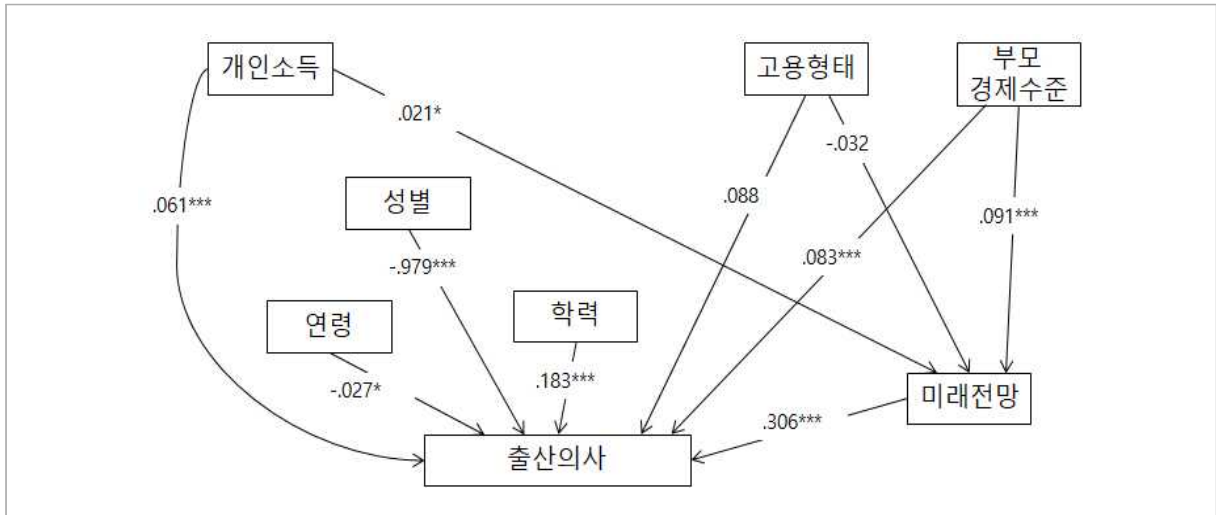 개인소득
고용형태
부모
경제수준
.021*
-.032
성별
.061***
.088
.091***
-.979***
.083***
연령
학력
-.027*
.183***
미래전망
.306***
출산의사